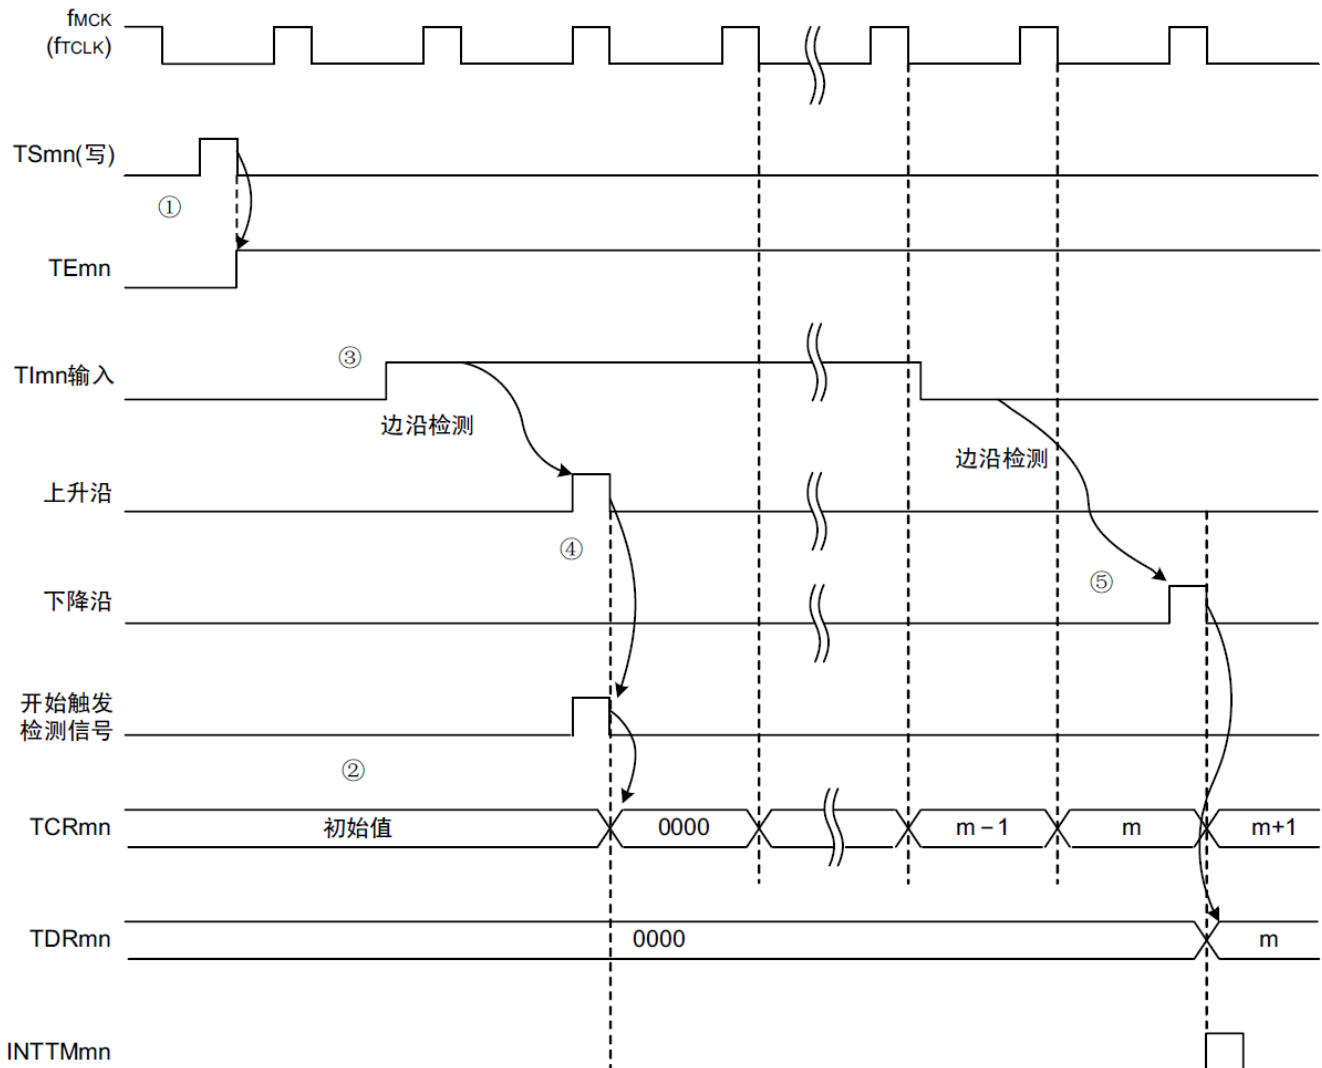 fMCK
(fTCLK)
TSmn(写)
①
TEmn
③
TImn输入
边沿检测
边沿检测
上升沿
④
⑤
下降沿
开始触发
检测信号
②
TCRmn
初始值
0000
m－1
m
m+1
TDRmn
0000
m
INTTMmn